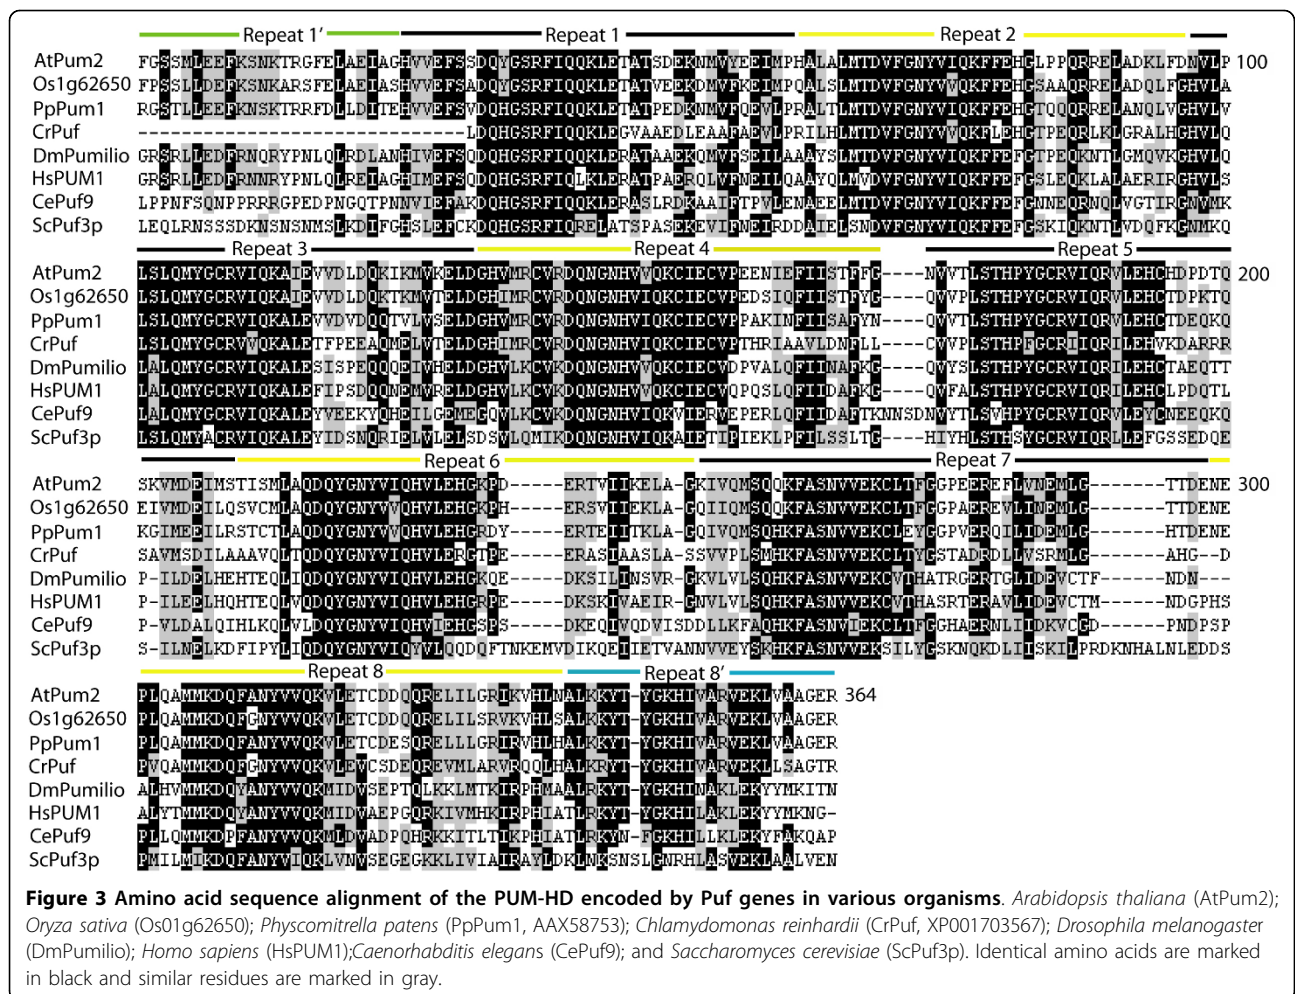 Repeat 1′ Repeat 1 Repeat 2
AtPum2 FGSSMLEEFKSNKTRGFELAEIAGHVVEFSSDQYGSRFIQQKLETATSDEKNMVYEEIMPHALALMTDVFGNYVIQKFFEHGLPPQRRELADKLFDNVLP 100
Os1g62650 FPSSLLDEFKSNKARSFELAEIASHVVEFSADQYGSRFIQQKLETATVEEKDMVFKEIMPQALSLMTDVFGNYVVQKFFEHGSAAQRRELADQLFGHVLA
PpPum1 RGSTLLEEFKNSKTRRFDLLDITEHVVEFSVDQHGSRFIQQKLETATPEDKNMVFQEVLPRALTLMTDVFGNYVIQKFFEHGTQQQRRELANQLVGHVLV
CrPuf ------------------------------LDQHGSRFIQQKLEGVAAEDLEAAFAEVLPRILHLMTDVFGNYVVQKFLEHGTPEQRLKLGRALHGHVLQ
DmPumilio GRSRLLEDFRNQRYPNLQLRDLANHIVEFSQDQHGSRFIQQKLERATAAEKQMVFSEILAAAYSLMTDVFGNYVIQKFFEFGTPEQKNTLGMQVKGHVLQ
HsPUM1 GRSRLLEDFRNNRYPNLQLREIAGHIMEFSQDQHGSRFIQLKLERATPAERQLVFNEILQAAYQLMVDVFGNYVIQKFFEFGSLEQKLALAERIRGHVLS
CePuf9 LPPNFSQNPPRRRGPEDPNGQTPNNVIEFAKDQHGSRFIQQKLERASLRDKAAIFTPVLENAEELMTDVFGNYVIQKFFEFGNNEQRNQLVGTIRGNVMK
ScPuf3p LEQLRNSSSDKNSNSNMSLKDIFGHSLEFCKDQHGSRFIQRELATSPASEKEVIFNEIRDDAIELSNDVFGNYVIQKFFEFGSKIQKNTLVDQFKGNMKQ
Repeat 3 Repeat 4 Repeat 5
AtPum2 LSLQMYGCRVIQKAIEVVDLDQKIKMVKELDGHVMRCVRDQNGNHVVQKCIECVPEENIEFIISTFFG----NVVTLSTHPYGCRVIQRVLEHCHDPDTQ 200
Os1g62650 LSLQMYGCRVIQKALEVVDLDQKTKMVTELDGHIMRCVRDQNGNHVIQKCIECVPEDSIQFIISTFYG----QVVPLSTHPYGCRVIQRVLEHCTDPKTQ
PpPum1 LSLQMYGCRVIQKALEVVDVDQQTVLVSELDGHVMRCVRDQNGNHVIQKCIECVPPAKINFIISAFYN----QVVTLSTHPYGCRVIQRVLEHCTDEQKQ
CrPuf LSLQMYGCRVVQKALETFPEEAQMELVTELDGHVMRCVRDQNGNHVIQKCIECVPTHRIAAVLDNFLL----CVVPLSTHPFGCRIIQRILEHVKDARRR
DmPumilio LALQMYGCRVIQKALESISPEQQQEIVHELDGHVLKCVKDQNGNHVVQKCIECVDPVALQFIINAFKG----QVYSLSTHPYGCRVIQRILEHCTAEQTT
HsPUM1 LALQMYGCRVIQKALEFIPSDQQNEMVRELDGHVLKCVKDQNGNHVVQKCIECVQPQSLQFIIDAFKG----QVFALSTHPYGCRVIQRILEHCLPDQTL
CePuf9 LALQMYGCRVIQKALEYVEEKYQHEILGEMEGQVLKCVKDQNGNHVIQKVIERVEPERLQFIIDAFTKNNSDNVYTLSVHPYGCRVIQRVLEYCNEEQKQ
ScPuf3p LSLQMYACRVIQKALEYIDSNQRIELVLELSDSVLQMIKDQNGNHVIQKAIETIPIEKLPFILSSLTG----HIYHLSTHSYGCRVIQRLLEFGSSEDQE
Repeat 6 Repeat 7
AtPum2 SKVMDEIMSTISMLAQDQYGNYVIQHVLEHGKPD-----ERTVIIKELA-GKIVQMSQQKFASNVVEKCLTFGGPEEREFLVNEMLG-------TTDENE 300
Os1g62650 EIVMDEILQSVCMLAQDQYGNYVVQHVLEHGKPH-----ERSVIIEKLA-GQIIQMSQQKFASNVVEKCLTFGGPAERQVLINEMLG-------TTDENE
PpPum1 KGIMEEILRSTCTLAQDQYGNYVVQHVLEHGRDY-----ERTEIITKLA-GQIVQMSQHKFASNVVEKCLEYGGPVERQILVDEMLG-------HTDENE
CrPuf SAVMSDILAAAVQLTQDQYGNYVIQHVLERGTPE-----ERASIAASLA-SSVVPLSMHKFASNVVEKCLTYGSTADRDLLVSRMLG-------AHG--D
DmPumilio P-ILDELHEHTEQLIQDQYGNYVIQHVLEHGKQE-----DKSILINSVR-GKVLVLSQHKFASNVVEKCVTHATRGERTGLIDEVCTF------NDN---
HsPUM1 P-ILEELHQHTEQLVQDQYGNYVIQHVLEHGRPE-----DKSKIVAEIR-GNVLVLSQHKFASNVVEKCVTHASRTERAVLIDEVCTM------NDGPHS
CePuf9 P-VLDALQIHLKQLVLDQYGNYVIQHVIEHGSPS-----DKEQIVQDVISDDLLKFAQHKFASNVIEKCLTFGGHAERNLIIDKVCGD------PNDPSP
ScPuf3p S-ILNELKDFIPYLIQDQYGNYVIQYVLQQDQFTNKEMVDIKQEIIETVANNVVEYSKHKFASNVVEKSILYGSKNQKDLIISKILPRDKNHALNLEDDS
Repeat 8 Repeat 8′
AtPum2 PLQAMMKDQFANYVVQKVLETCDDQQRELILGRIKVHLNALKKYT-YGKHIVARVEKLVAAGER 364
Os1g62650 PLQAMMKDQFGNYVVQKVLETCDDQQRELILSRVKVHLSALKKYT-YGKHIVARVEKLVAAGER
PpPum1 PLQAMMKDQFANYVVQKVLETCDESQRELLLGRIRVHLHALKKYT-YGKHIVARVEKLVAAGER
CrPuf PVQAMMKDQFGNYVVQKVLEVCSDEQREVMLARVRQQLHALKRYT-YGKHIVARVEKLLSAGTR
DmPumilio ALHVMMKDQYANYVVQKMIDVSEPTQLKKLMTKIRPHMAALRKYT-YGKHINAKLEKYYMKITN
HsPUM1 ALYTMMKDQYANYVVQKMIDVAEPGQRKIVMHKIRPHIATLRKYT-YGKHILAKLEKYYMKNG-
CePuf9 PLLQMMKDPFANYVVQKMLDVADPQHRKKITLTIKPHIATLRKYN-FGKHILLKLEKYFAKQAP
ScPuf3p PMILMIKDQFANYVIQKLVNVSEGEGKKLIVIAIRAYLDKLNKSNSLGNRHLASVEKLAALVEN
Figure 3 Amino acid sequence alignment of the PUM-HD encoded by Puf genes in various organisms. Arabidopsis thaliana (AtPum2);
Oryza sativa (Os01g62650); Physcomitrella patens (PpPum1, AAX58753); Chlamydomonas reinhardii (CrPuf, XP001703567); Drosophila melanogaster
(DmPumilio); Homo sapiens (HsPUM1);Caenorhabditis elegans (CePuf9); and Saccharomyces cerevisiae (ScPuf3p). Identical amino acids are marked
in black and similar residues are marked in gray.